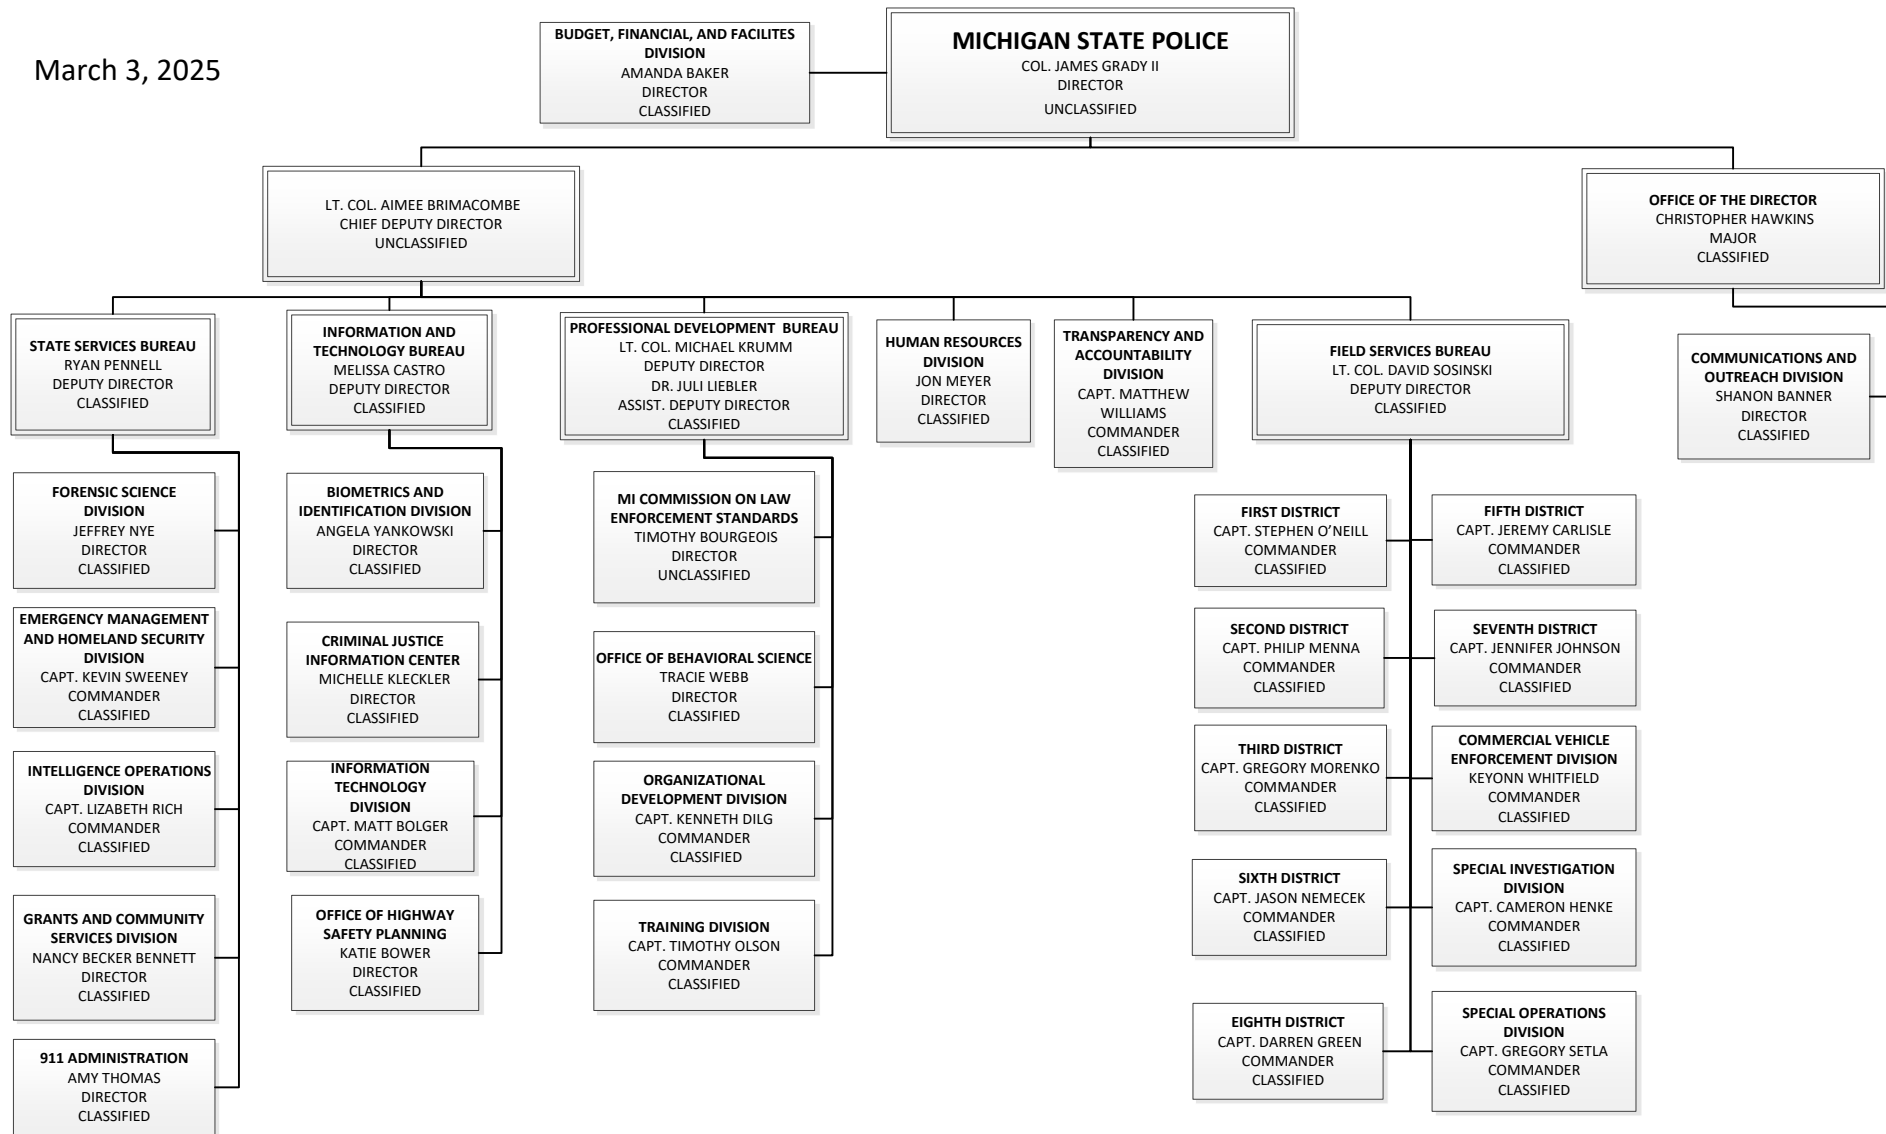 March 3, 2025
BUDGET, FINANCIAL, AND FACILITES
DIVISION
AMANDA BAKER
DIRECTOR
CLASSIFIED
MICHIGAN STATE POLICE
COL. JAMES GRADY II
DIRECTOR
UNCLASSIFIED
LT. COL. AIMEE BRIMACOMBE
CHIEF DEPUTY DIRECTOR
UNCLASSIFIED
OFFICE OF THE DIRECTOR
CHRISTOPHER HAWKINS
MAJOR
CLASSIFIED
STATE SERVICES BUREAU
RYAN PENNELL
DEPUTY DIRECTOR
CLASSIFIED
INFORMATION AND
TECHNOLOGY BUREAU
MELISSA CASTRO
DEPUTY DIRECTOR
CLASSIFIED
PROFESSIONAL DEVELOPMENT BUREAU
LT. COL. MICHAEL KRUMM
DEPUTY DIRECTOR
DR. JULI LIEBLER
ASSIST. DEPUTY DIRECTOR
CLASSIFIED
HUMAN RESOURCES
DIVISION
JON MEYER
DIRECTOR
CLASSIFIED
TRANSPARENCY AND
ACCOUNTABILITY
DIVISION
CAPT. MATTHEW
WILLIAMS
COMMANDER
CLASSIFIED
FIELD SERVICES BUREAU
LT. COL. DAVID SOSINSKI
DEPUTY DIRECTOR
CLASSIFIED
COMMUNICATIONS AND
OUTREACH DIVISION
SHANON BANNER
DIRECTOR
CLASSIFIED
FORENSIC SCIENCE
DIVISION
JEFFREY NYE
DIRECTOR
CLASSIFIED
EMERGENCY MANAGEMENT
AND HOMELAND SECURITY
DIVISION
CAPT. KEVIN SWEENEY
COMMANDER
CLASSIFIED
INTELLIGENCE OPERATIONS
DIVISION
CAPT. LIZABETH RICH
COMMANDER
CLASSIFIED
GRANTS AND COMMUNITY
SERVICES DIVISION
NANCY BECKER BENNETT
DIRECTOR
CLASSIFIED
911 ADMINISTRATION
AMY THOMAS
DIRECTOR
CLASSIFIED
BIOMETRICS AND
IDENTIFICATION DIVISION
ANGELA YANKOWSKI
DIRECTOR
CLASSIFIED
CRIMINAL JUSTICE
INFORMATION CENTER
MICHELLE KLECKLER
DIRECTOR
CLASSIFIED
INFORMATION
TECHNOLOGY
DIVISION
CAPT. MATT BOLGER
COMMANDER
CLASSIFIED
OFFICE OF HIGHWAY
SAFETY PLANNING
KATIE BOWER
DIRECTOR
CLASSIFIED
MI COMMISSION ON LAW
ENFORCEMENT STANDARDS
TIMOTHY BOURGEOIS
DIRECTOR
UNCLASSIFIED
OFFICE OF BEHAVIORAL SCIENCE
TRACIE WEBB
DIRECTOR
CLASSIFIED
ORGANIZATIONAL
DEVELOPMENT DIVISION
CAPT. KENNETH DILG
COMMANDER
CLASSIFIED
TRAINING DIVISION
CAPT. TIMOTHY OLSON
COMMANDER
CLASSIFIED
FIRST DISTRICT
CAPT. STEPHEN O’NEILL
COMMANDER
CLASSIFIED
FIFTH DISTRICT
CAPT. JEREMY CARLISLE
COMMANDER
CLASSIFIED
SECOND DISTRICT
CAPT. PHILIP MENNA
COMMANDER
CLASSIFIED
SEVENTH DISTRICT
CAPT. JENNIFER JOHNSON
COMMANDER
CLASSIFIED
THIRD DISTRICT
CAPT. GREGORY MORENKO
COMMANDER
CLASSIFIED
COMMERCIAL VEHICLE
ENFORCEMENT DIVISION
KEYONN WHITFIELD
COMMANDER
CLASSIFIED
SIXTH DISTRICT
CAPT. JASON NEMECEK
COMMANDER
CLASSIFIED
SPECIAL INVESTIGATION
DIVISION
CAPT. CAMERON HENKE
COMMANDER
CLASSIFIED
EIGHTH DISTRICT
CAPT. DARREN GREEN
COMMANDER
CLASSIFIED
SPECIAL OPERATIONS
DIVISION
CAPT. GREGORY SETLA
COMMANDER
CLASSIFIED